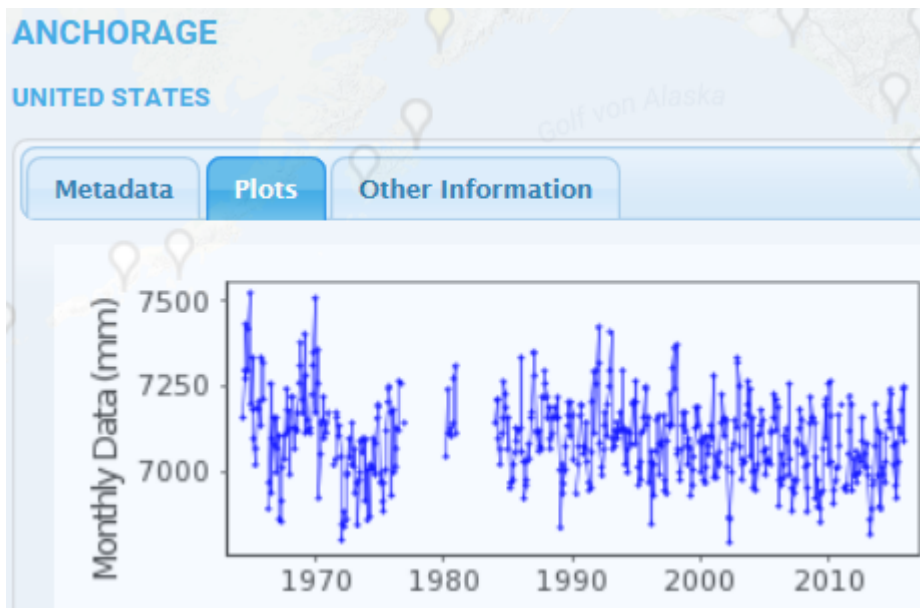 ANCHORAGE
UNITED STATES
Golf von Alaska
Metadata Plots Other Information
Monthly Data (mm)
7500
7250
7000
1970 1980 1990 2000 2010